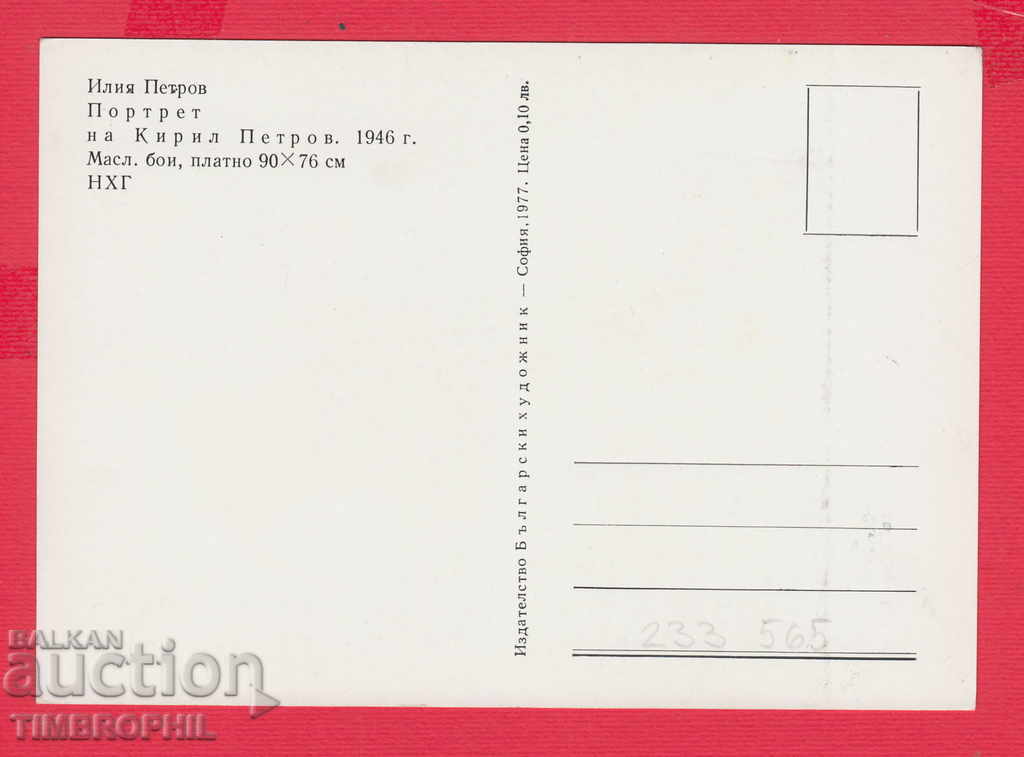 Илия Петров
Портрет
на Кирил Петров. 1946 г.
Масл. бои, платно 90×76 см
НХГ
Издателство Български художник — София, 1977. Цена 0,10 лв.
233 565
BALKAN
auction
TIMBROPHIL